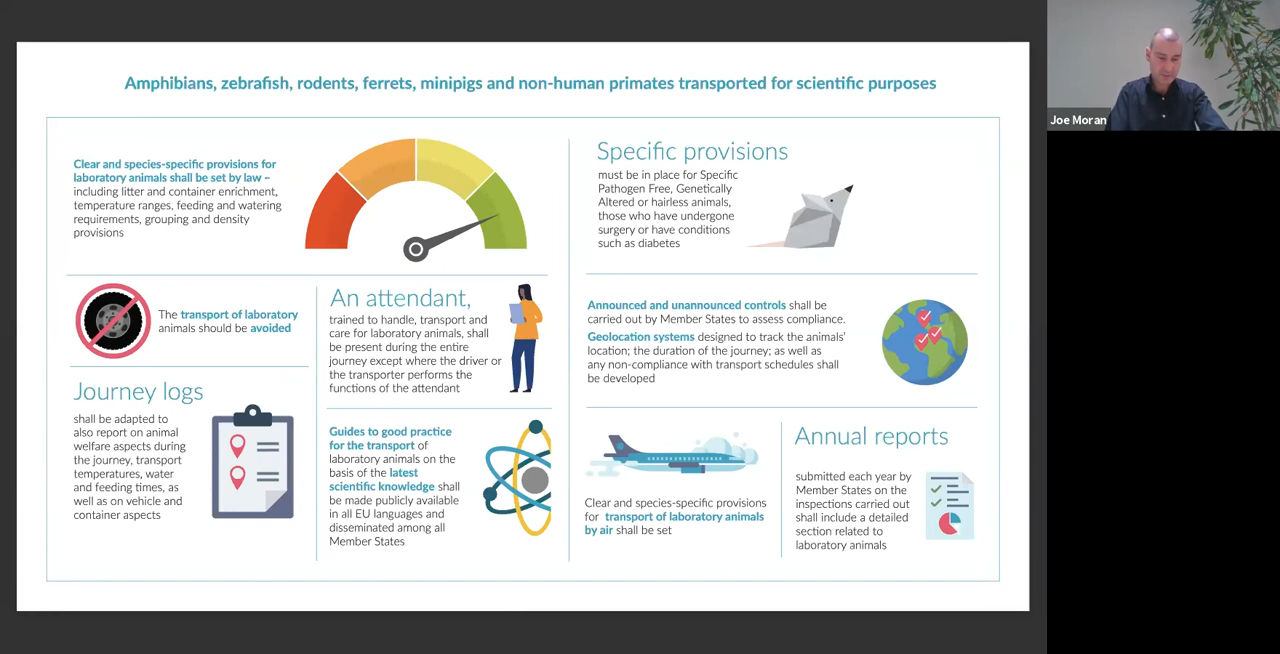 Amphibians, zebrafish, rodents, ferrets, minipigs and non-human primates transported for scientific purposes
Clear and species-specific provisions for
laboratory animals shall be set by law –
including litter and container enrichment,
temperature ranges, feeding and watering
requirements, grouping and density
provisions
The transport of laboratory
animals should be avoided
Journey logs
shall be adapted to
also report on animal
welfare aspects during
the journey, transport
temperatures, water
and feeding times, as
well as on vehicle and
container aspects
An attendant,
trained to handle, transport and
care for laboratory animals, shall
be present during the entire
journey except where the driver or
the transporter performs the
functions of the attendant
Guides to good practice
for the transport of
laboratory animals on the
basis of the latest
scientific knowledge shall
be made publicly available
in all EU languages and
disseminated among all
Member States
Specific provisions
must be in place for Specific
Pathogen Free, Genetically
Altered or hairless animals,
those who have undergone
surgery or have conditions
such as diabetes
Announced and unannounced controls shall be
carried out by Member States to assess compliance.
Geolocation systems designed to track the animals'
location; the duration of the journey; as well as
any non-compliance with transport schedules shall
be developed
Clear and species-specific provisions
for transport of laboratory animals
by air shall be set
Annual reports
submitted each year by
Member States on the
inspections carried out
shall include a detailed
section related to
laboratory animals
Joe Moran